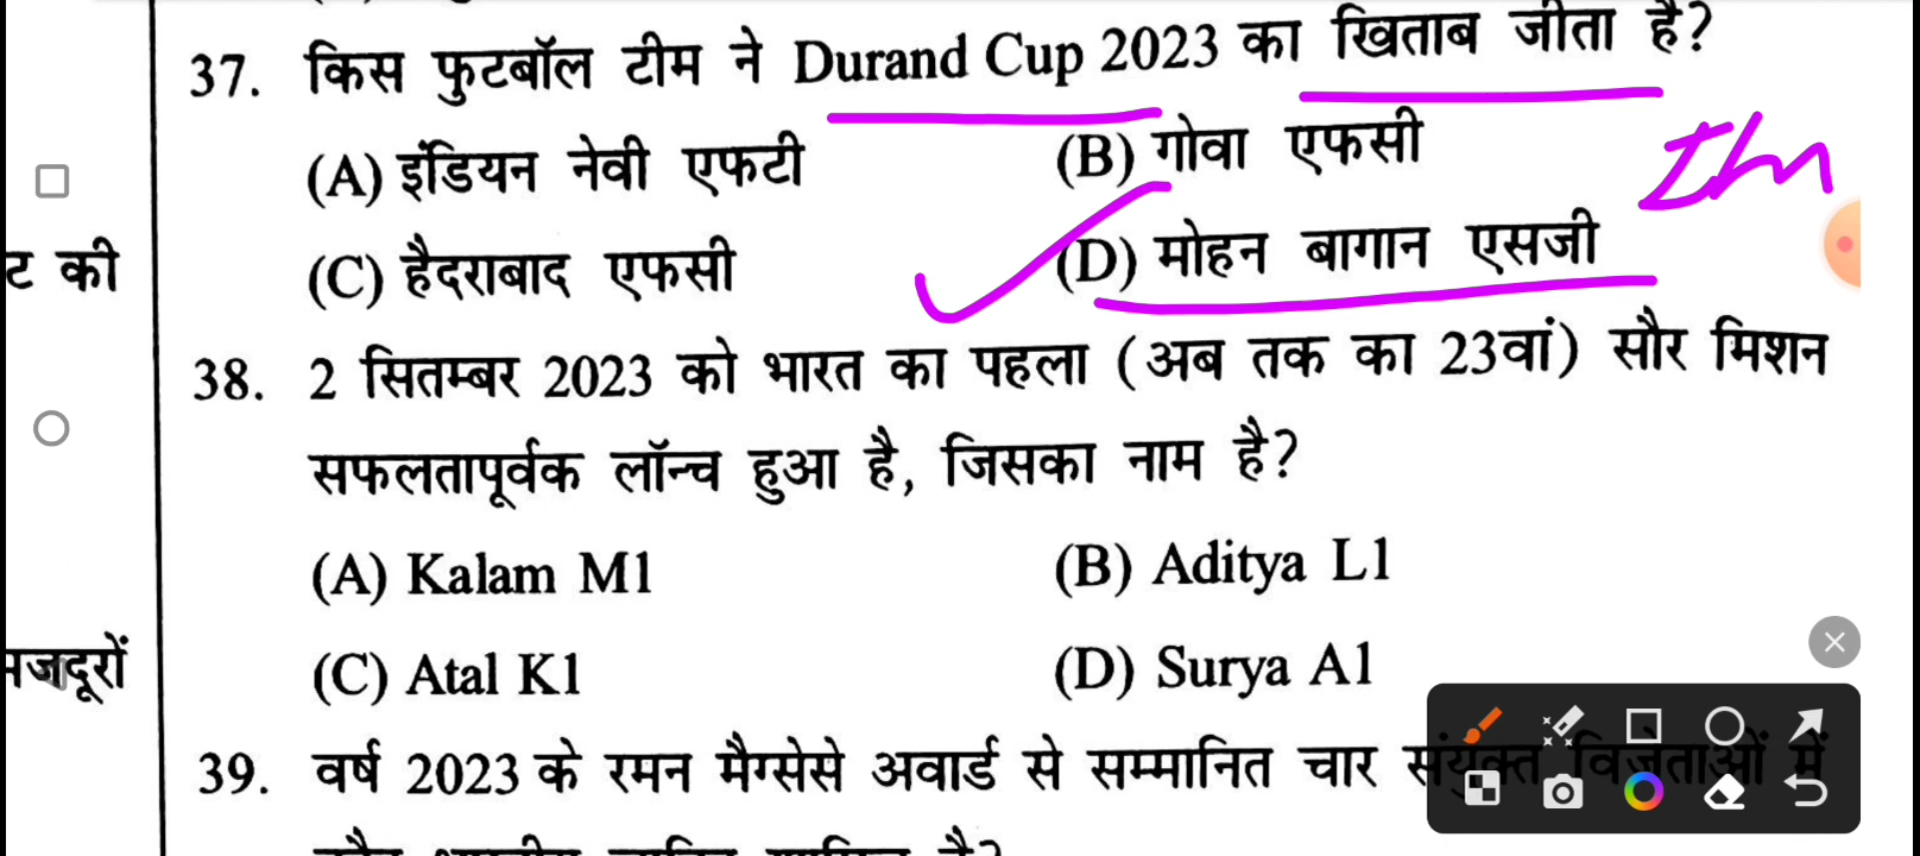 37. किस फुटबॉल टीम ने Durand Cup 2023 का खिताब जीता है?
(A) इंडियन नेवी एफटी (B) गोवा एफसी
(C) हैदराबाद एफसी (D) मोहन बागान एसजी
ट की
38. 2 सितम्बर 2023 को भारत का पहला (अब तक का 23वां) सौर मिशन
सफलतापूर्वक लॉन्च हुआ है, जिसका नाम है?
(A) Kalam M1 (B) Aditya L1
(C) Atal K1 (D) Surya A1
मजदूरों
39. वर्ष 2023 के रमन मैग्सेसे अवार्ड से सम्मानित चार संयुक्त विजेताओं में